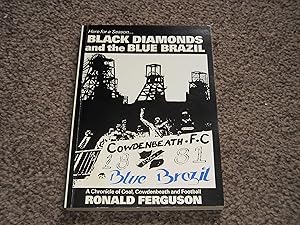 Here for a Season...
BLACK DIAMONDS
and the BLUE BRAZIL
COWDENBEATH · F.C
18 81
Blue Brazil
A Chronicle of Coal, Cowdenbeath and Football
RONALD FERGUSON